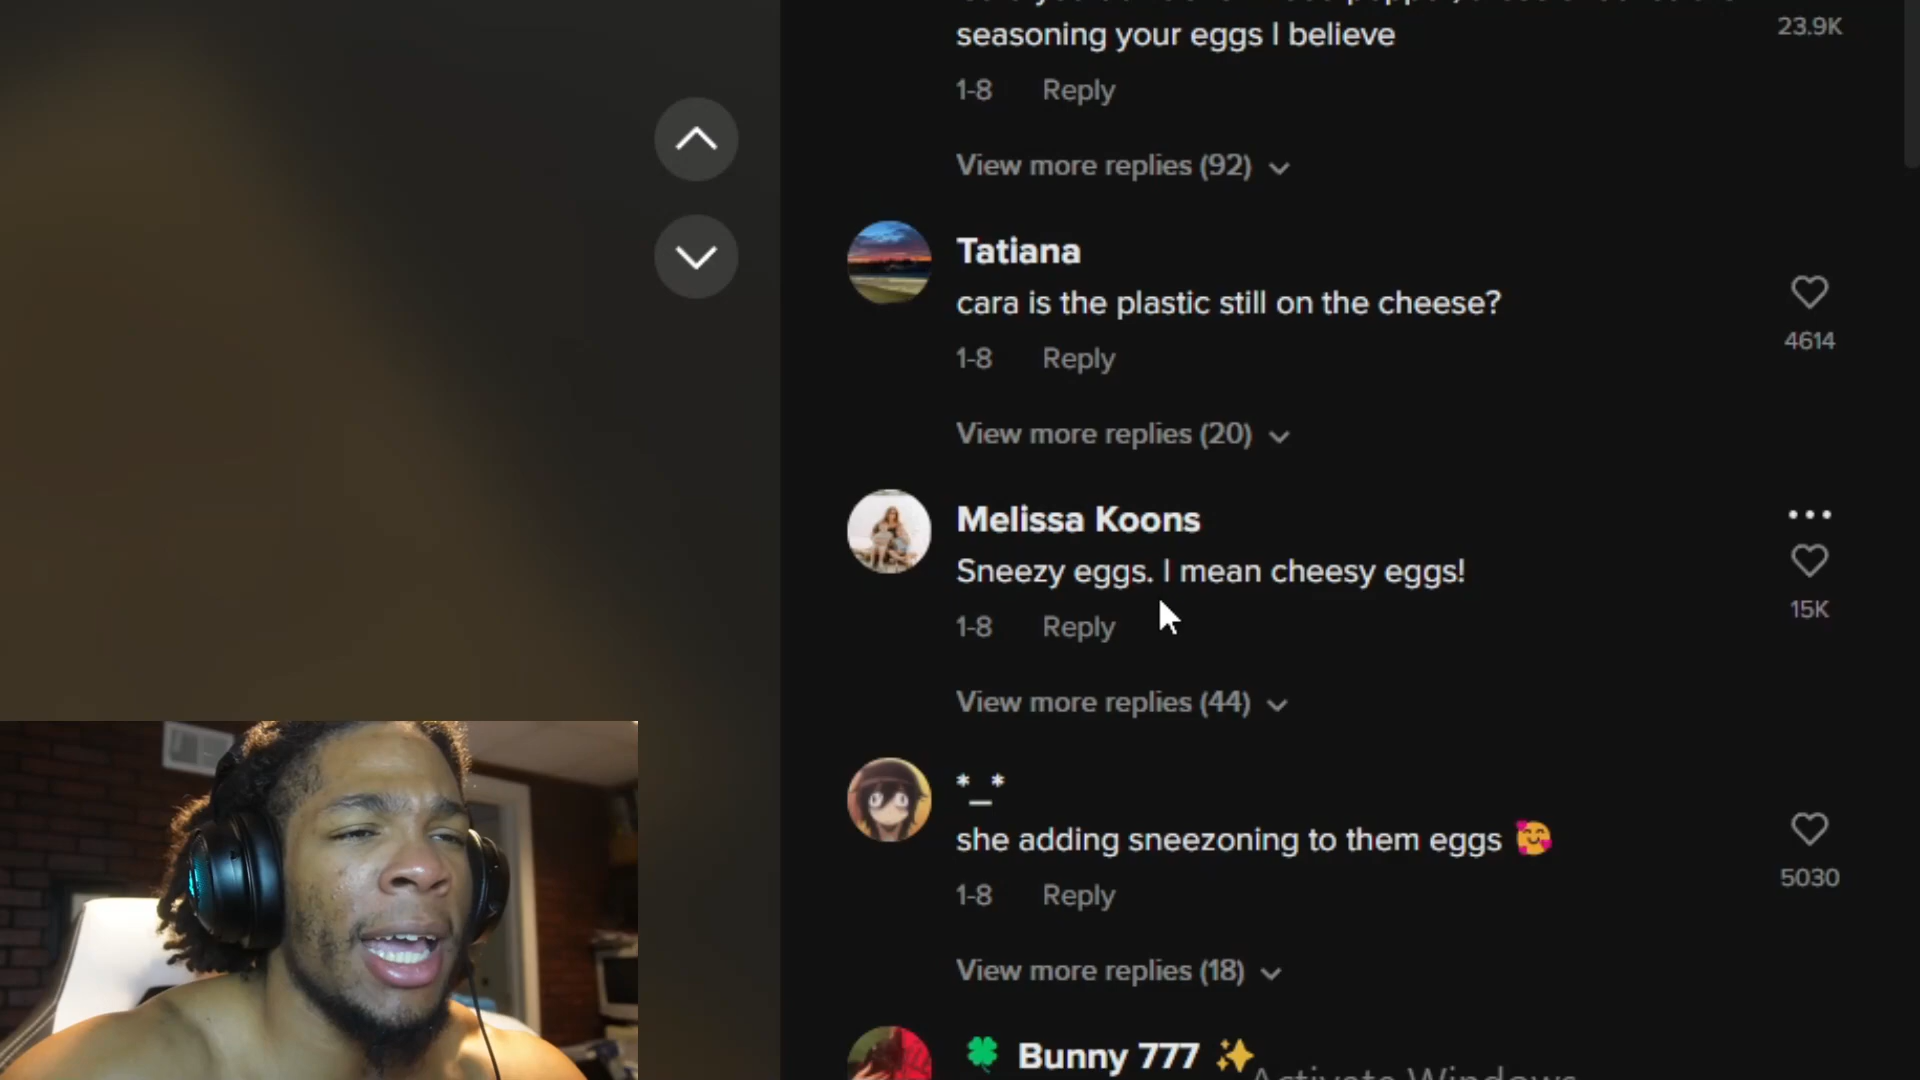 seasoning your eggs I believe
23.9K
1-8 Reply
View more replies (92)
Tatiana
cara is the plastic still on the cheese?
4614
1-8 Reply
View more replies (20)
Melissa Koons
Sneezy eggs. I mean cheesy eggs!
15K
1-8 Reply
View more replies (44)
*_*
she adding sneezoning to them eggs 🥰
5030
1-8 Reply
View more replies (18)
🍀 Bunny 777 ✨
Activate Windows